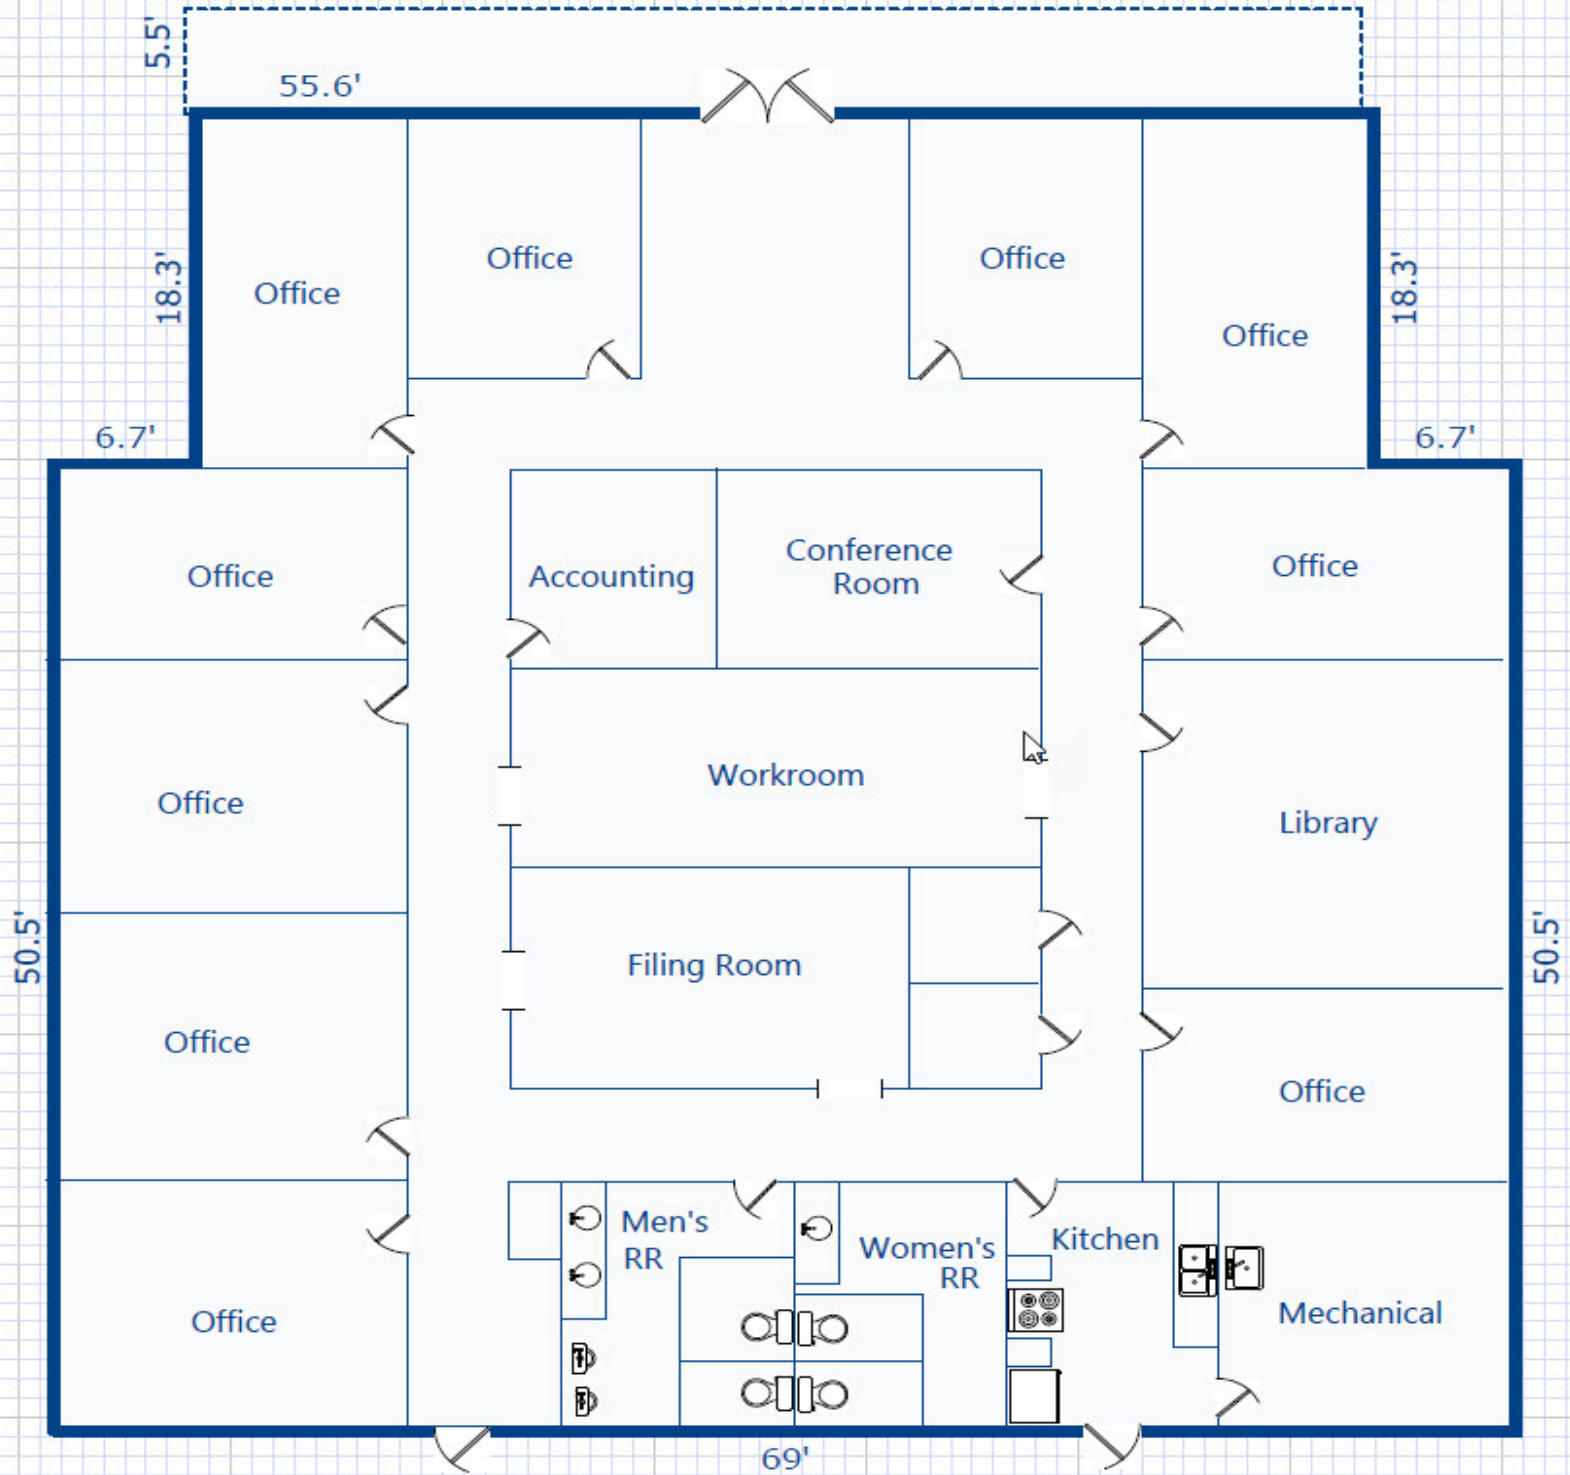 5.5'
55.6'
18.3'
18.3'
Office
Office
Office
Office
6.7'
6.7'
Office
Accounting
Conference
Room
Office
Office
Workroom
Library
50.5'
50.5'
Filing Room
Office
Office
Office
Men's
RR
Women's
RR
Kitchen
Mechanical
69'